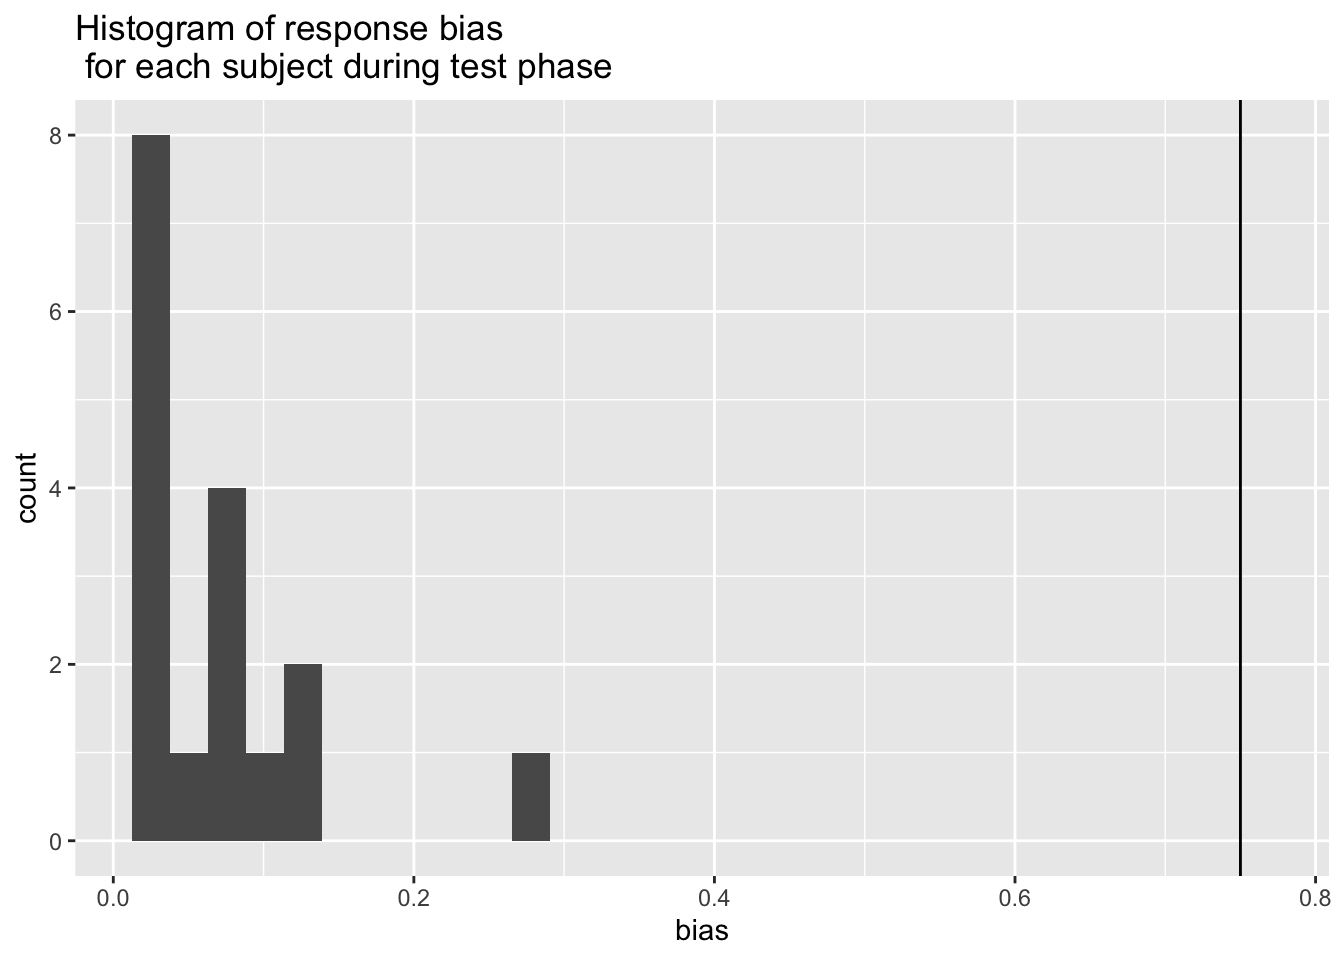 Histogram of response bias
for each subject during test phase
8
6
4
2
0
count
0.0 0.2 0.4 0.6 0.8
bias